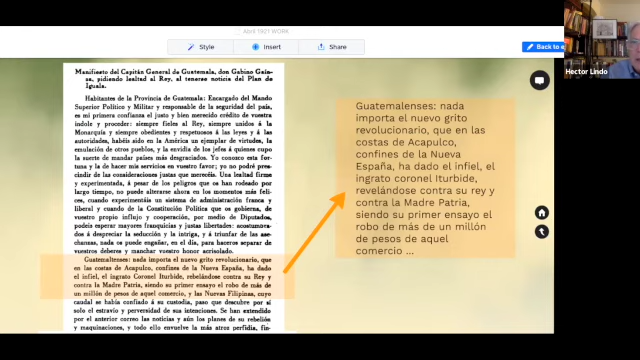 Abril 1921 WORK
Style
Insert
Share
Back to e
Hector Lindo
Manifiesto del Capitán General de Guatemala, don Gabino Gain-
za, pidiendo lealtad al Rey, al tenerse noticia del Plan de
Iguala.
Habitantes de la Provincia de Guatemala: Encargado del Mando
Superior Político y Militar y responsable de la seguridad del país,
es mi primera confianza el justo y bien merecido crédito de vuestra
índole y proceder: siempre fieles al Rey, siempre unidos á la
Monarquía y siempre obedientes y respetuosos á las leyes y á las
autoridades, habéis sido en América un ejemplar de virtudes, la
emulación de otros pueblos, y la envidia de los jefes á quienes cupo
la suerte de mandar países más desgraciados. Yo conozco esta for-
tuna y la de hacer mis servicios en vuestro favor; yo no podré pres-
cindir de las consideraciones justas que merecéis. Una lealtad
firme y experimentada, á pesar de los peligros que os han rodeado por
largo tiempo, no puede alterarse ahora en los momentos más feli-
ces, cuando experimentáis un sistema de administración franca y
liberal y cuando de la Constitución Política que os gobierna, de
vuestro propio influjo y cooperación, por medio de Diputados,
podéis esperar mayores franquicias y justas libertades: acostumbra-
dos á despreciar la seducción y la intriga, y á triunfar de las ase-
chanzas, nada os puede engañar, en el día, para haceros separar de
vuestros deberes y manchar vuestro honor acrisolado.
Guatemaltenses: nada importa el nuevo grito revolucionario, que
en las costas de Acapulco, confines de la Nueva España, ha dado
el infiel, el ingrato Coronel Iturbide, rebelándose contra su Rey y
contra la Madre Patria, siendo su primer ensayo el robo de más de
un millón de pesos de aquel comercio, y las Nuevas Filipinas, cuyo
caudal se había confiado á su custodia, paso que descubre por sí
solo el estravío y perversidad de sus intenciones. Se han extendido
por el anterior correo las noticias y aún los planes de su rebelión
y maquinaciones, y todo ello envuelve la más atroz perfidia, fin-
Guatemalenses: nada
importa el nuevo grito
revolucionario, que en las
costas de Acapulco,
confines de la Nueva
España, ha dado el infiel, el
ingrato coronel Iturbide,
revelándose contra su rey y
contra la Madre Patria,
siendo su primer ensayo el
robo de más de un millón
de pesos de aquel
comercio ...